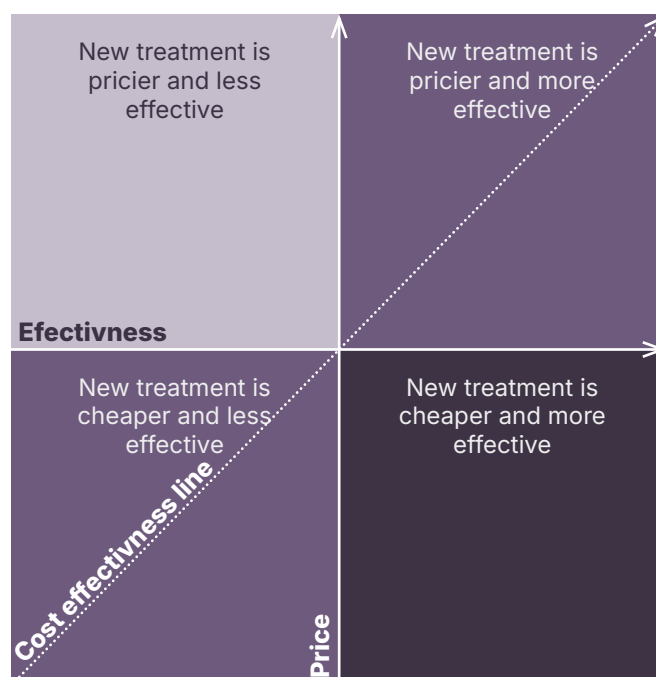 New treatment is
pricier and less
effective
New treatment is
pricier and more
effective
Efectivness
New treatment is
cheaper and less
effective
New treatment is
cheaper and more
effective
Cost effectivness line
Price